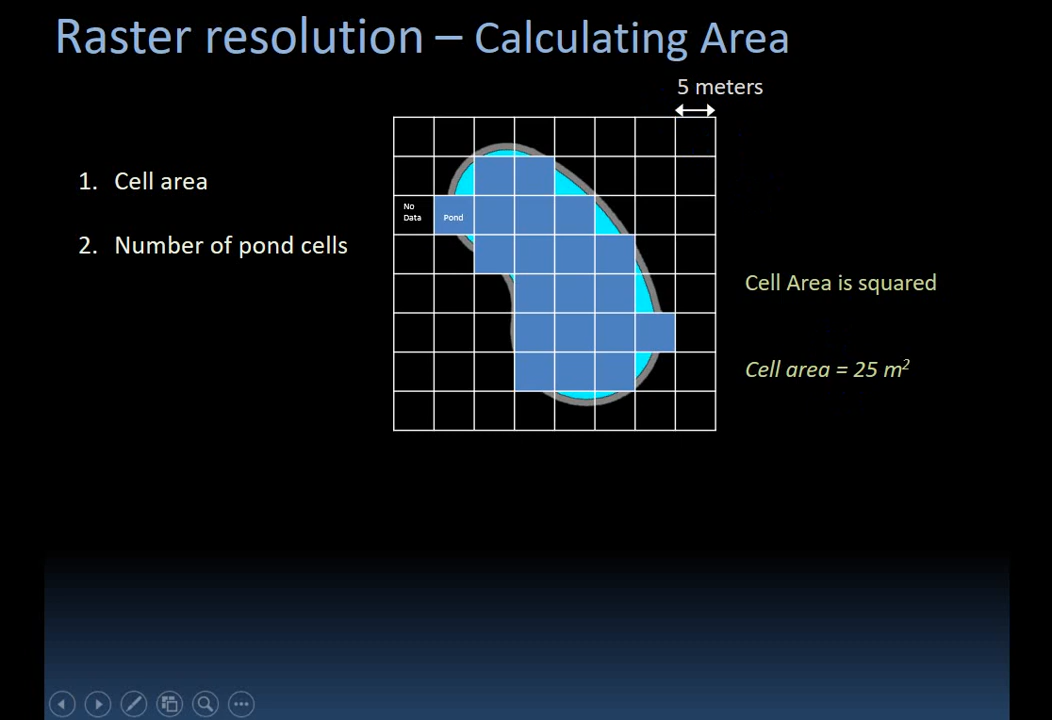 Raster resolution – Calculating Area
5 meters
1. Cell area
No
Data
Pond
2. Number of pond cells
Cell Area is squared
Cell area = 25 m²